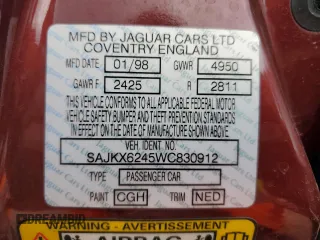 MFD BY JAGUAR CARS LTD
COVENTRY ENGLAND
MFD DATE 01/98 GVWR 4950
GAWR F 2425 R 2811
THIS VEHICLE CONFORMS TO ALL APPLICABLE FEDERAL MOTOR
VEHICLE SAFETY BUMPER AND THEFT PREVENTION STANDARDS
IN EFFECT ON THE DATE OF MANUFACTURE SHOWN ABOVE.
VEH. IDENT NO.
SAJKX6245WC830912
TYPE PASSENGER CAR
PAINT CGH TRIM NED
WARNING - AVERTISSEMENT
AIRBAG